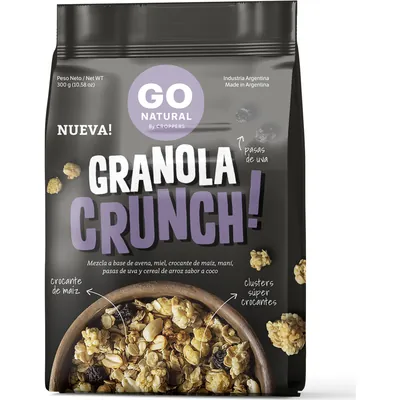 Peso Neto / Net WT
300 g (10.58 oz)
GO
NATURAL
By CROPPERS
Industria Argentina
Made in Argentina
NUEVA!
pasas
de uva
GRANOLA
CRUNCH!
Mezcla a base de avena, miel, crocante de maíz, maní,
pasas de uva y cereal de arroz sabor a coco
crocante
de maíz
clusters
súper
crocantes